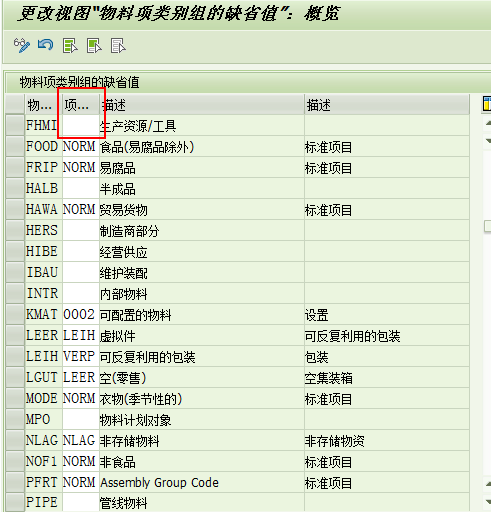 更改视图“物料项类别组的缺省值”：概览
物料项类别组的缺省值
物... 项... 描述 描述
FHMI 生产资源/工具
FOOD NORM 食品(易腐品除外) 标准项目
FRIP NORM 易腐品 标准项目
HALB 半成品
HAWA NORM 贸易货物 标准项目
HERS 制造商部分
HIBE 经营供应
IBAU 维护装配
INTR 内部物料
KMAT 0002 可配置的物料 设置
LEER LEIH 虚拟件 可反复利用的包装
LEIH VERP 可反复利用的包装 包装
LGUT LEER 空(零售) 空集装箱
MODE NORM 衣物(季节性的) 标准项目
MPO 物料计划对象
NLAG NLAG 非存储物料 非存储物资
NOF1 NORM 非食品 标准项目
PFRT NORM Assembly Group Code 标准项目
PIPE 管线物料